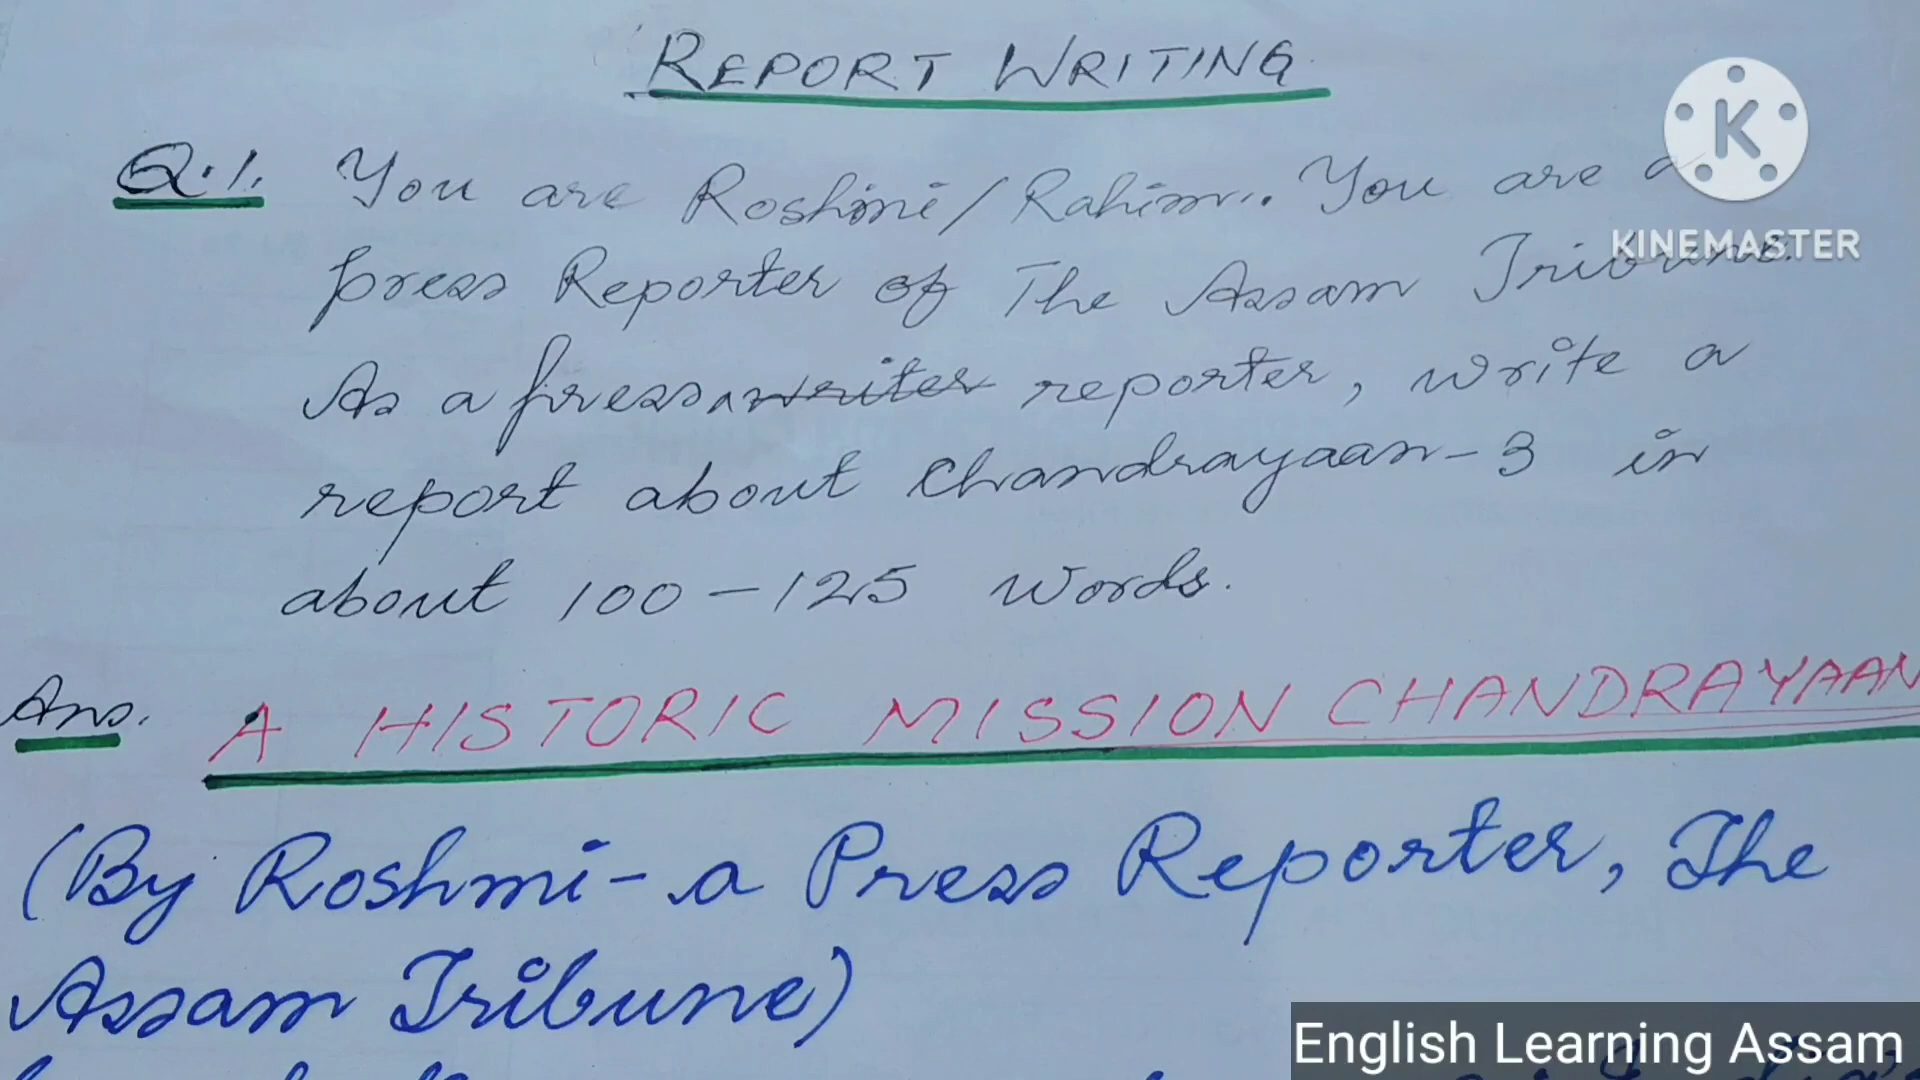 REPORT WRITING
Q.1. You are Roshmi/Rahim. You are a
press Reporter of The Assam Tribune.
As a press writer reporter, write a
report about Chandrayaan-3 in
about 100-125 words.
Ans. A HISTORIC MISSION CHANDRAYAAN
(By Roshmi - a Press Reporter, The
Assam Tribune)
K
KINEMASTER
English Learning Assam